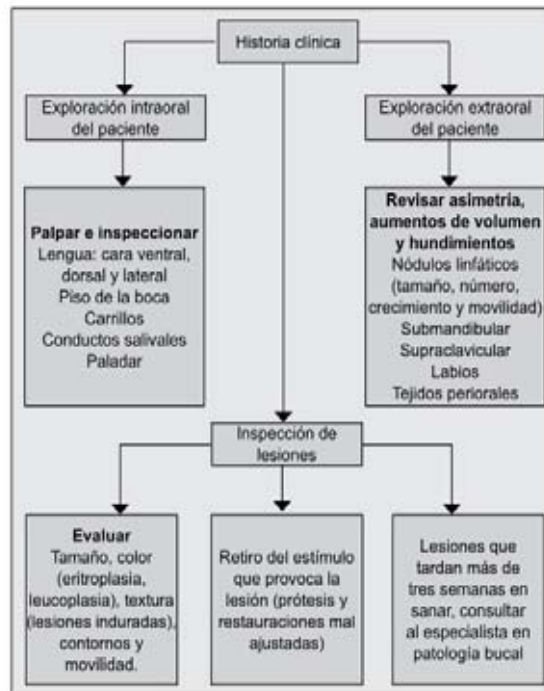 Historia clínica
Exploración intraoral
del paciente
Exploración extraoral
del paciente
Palpar e inspeccionar
Lengua: cara ventral,
dorsal y lateral
Piso de la boca
Carrillos
Conductos salivales
Paladar
Revisar asimetría,
aumentos de volumen
y hundimientos
Nódulos linfáticos
(tamaño, número,
crecimiento y movilidad)
Submandibular
Supraclavicular
Labios
Tejidos periorales
Inspección de
lesiones
Evaluar
Tamaño, color
(eritroplasia,
leucoplasia), textura
(lesiones induradas),
contornos y
movilidad.
Retiro del estímulo
que provoca la
lesión (prótesis y
restauraciones mal
ajustadas)
Lesiones que
tardan más de
tres semanas en
sanar, consultar
al especialista en
patología bucal